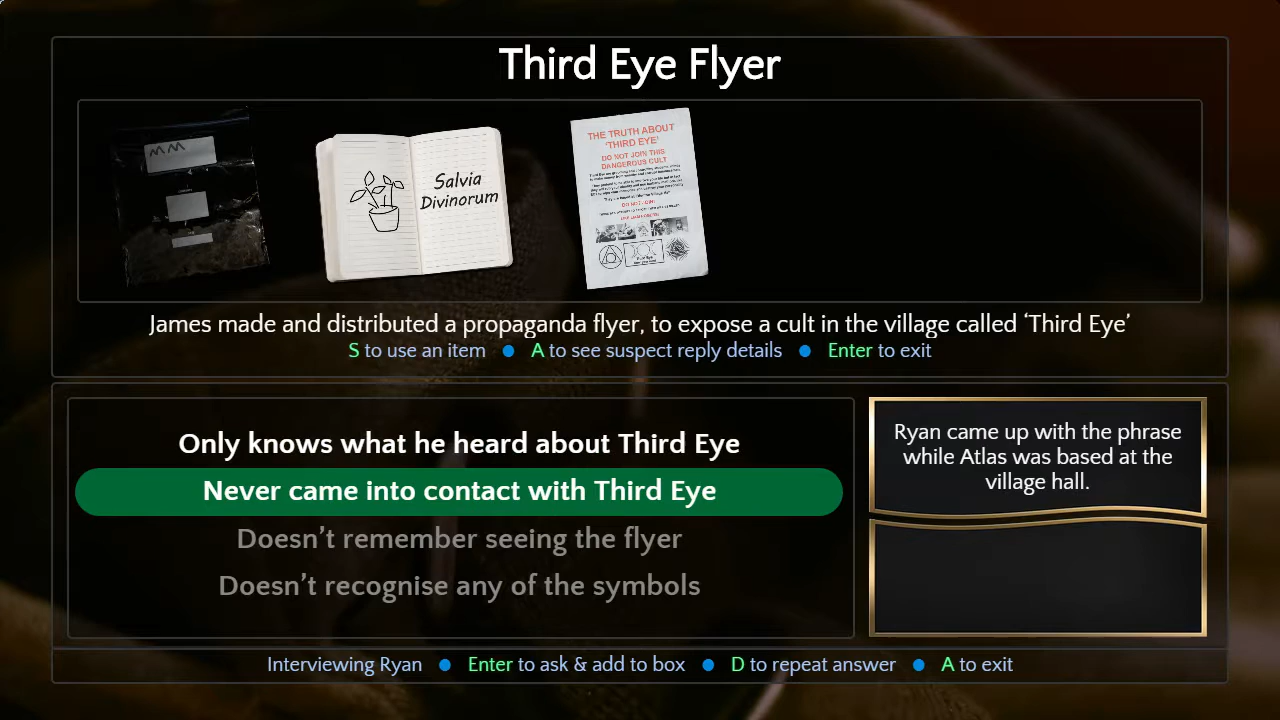 Third Eye Flyer
MM
Salvia
Divinorum
THE TRUTH ABOUT
'THIRD EYE'
DO NOT JOIN THIS
DANGEROUS CULT
James made and distributed a propaganda flyer, to expose a cult in the village called ‘Third Eye’
S to use an item
A to see suspect reply details
Enter to exit
Only knows what he heard about Third Eye
Never came into contact with Third Eye
Doesn’t remember seeing the flyer
Doesn’t recognise any of the symbols
Ryan came up with the phrase
while Atlas was based at the
village hall.
Interviewing Ryan
Enter to ask & add to box
D to repeat answer
A to exit